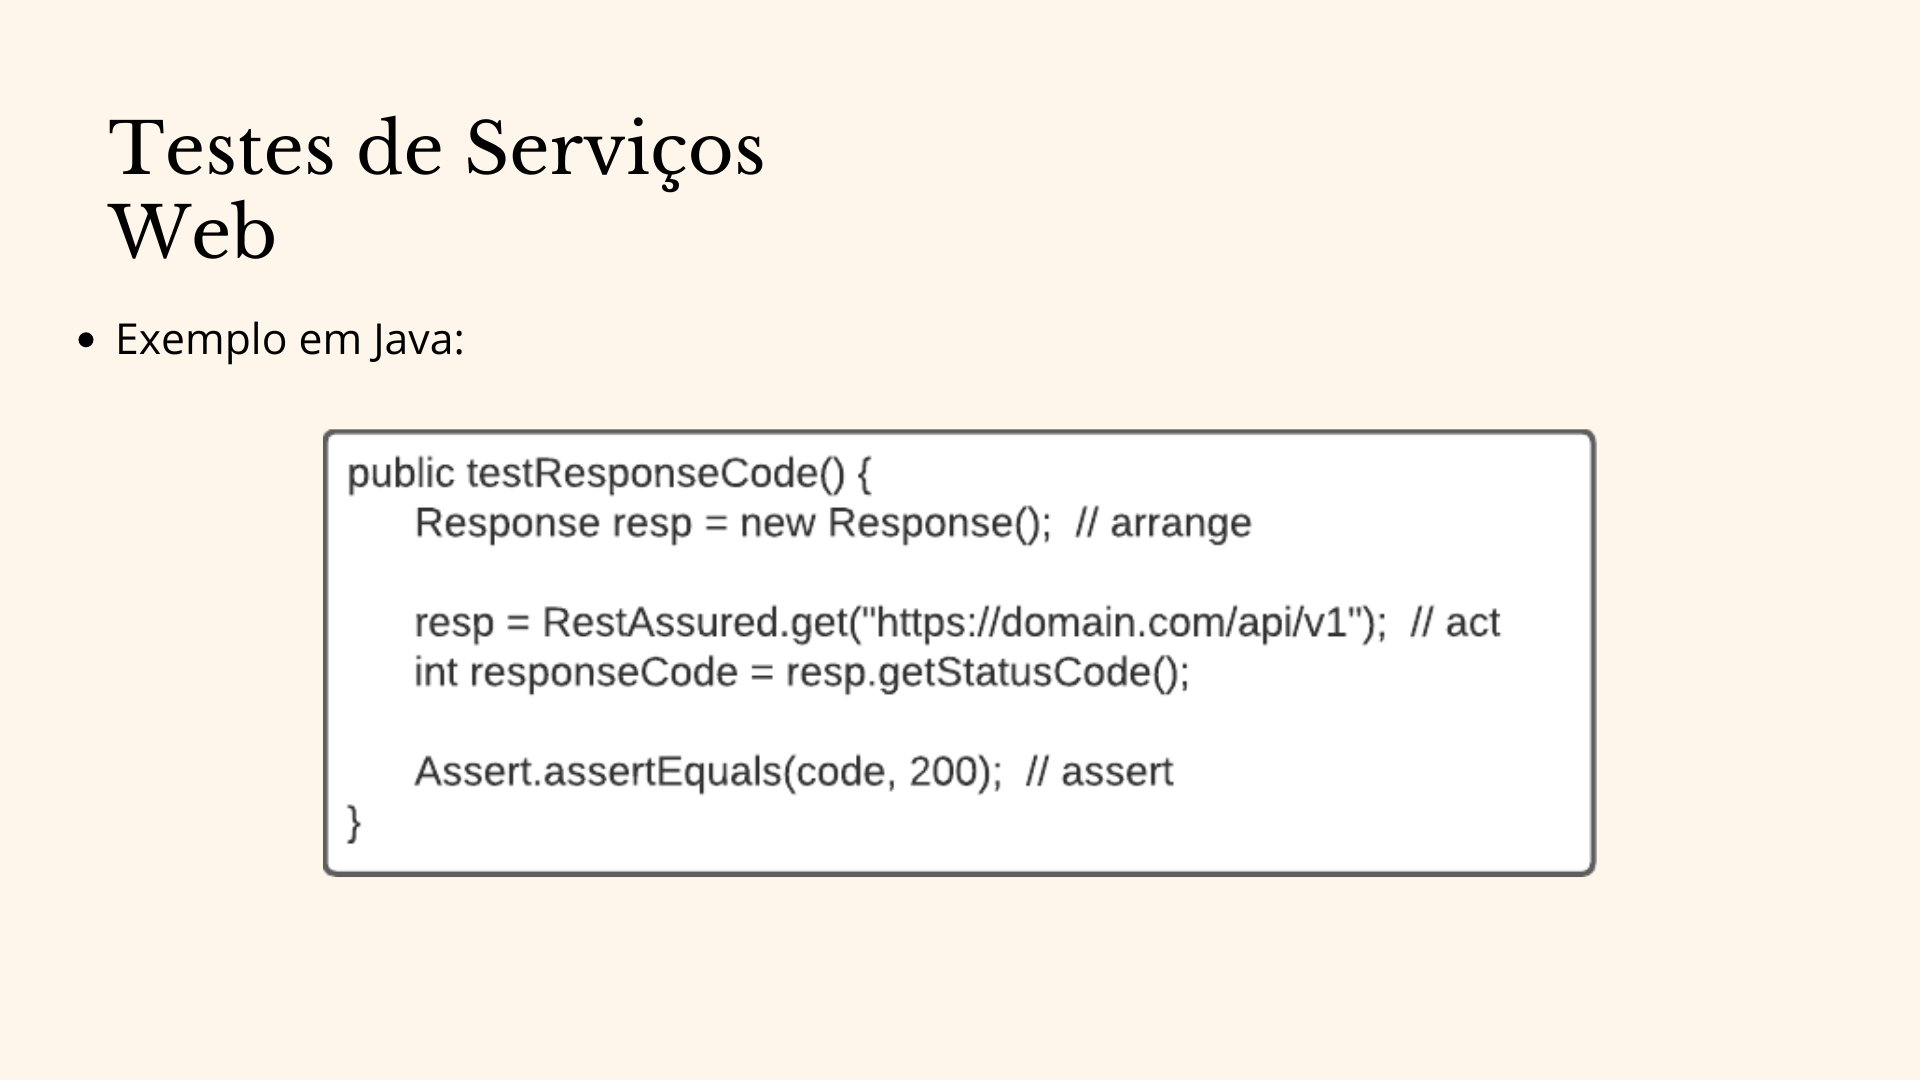 Testes de Serviços
Web
• Exemplo em Java:
public testResponseCode() {
Response resp = new Response();  // arrange
resp = RestAssured.get("https://domain.com/api/v1");  // act
int responseCode = resp.getStatusCode();
Assert.assertEquals(code, 200);  // assert
}